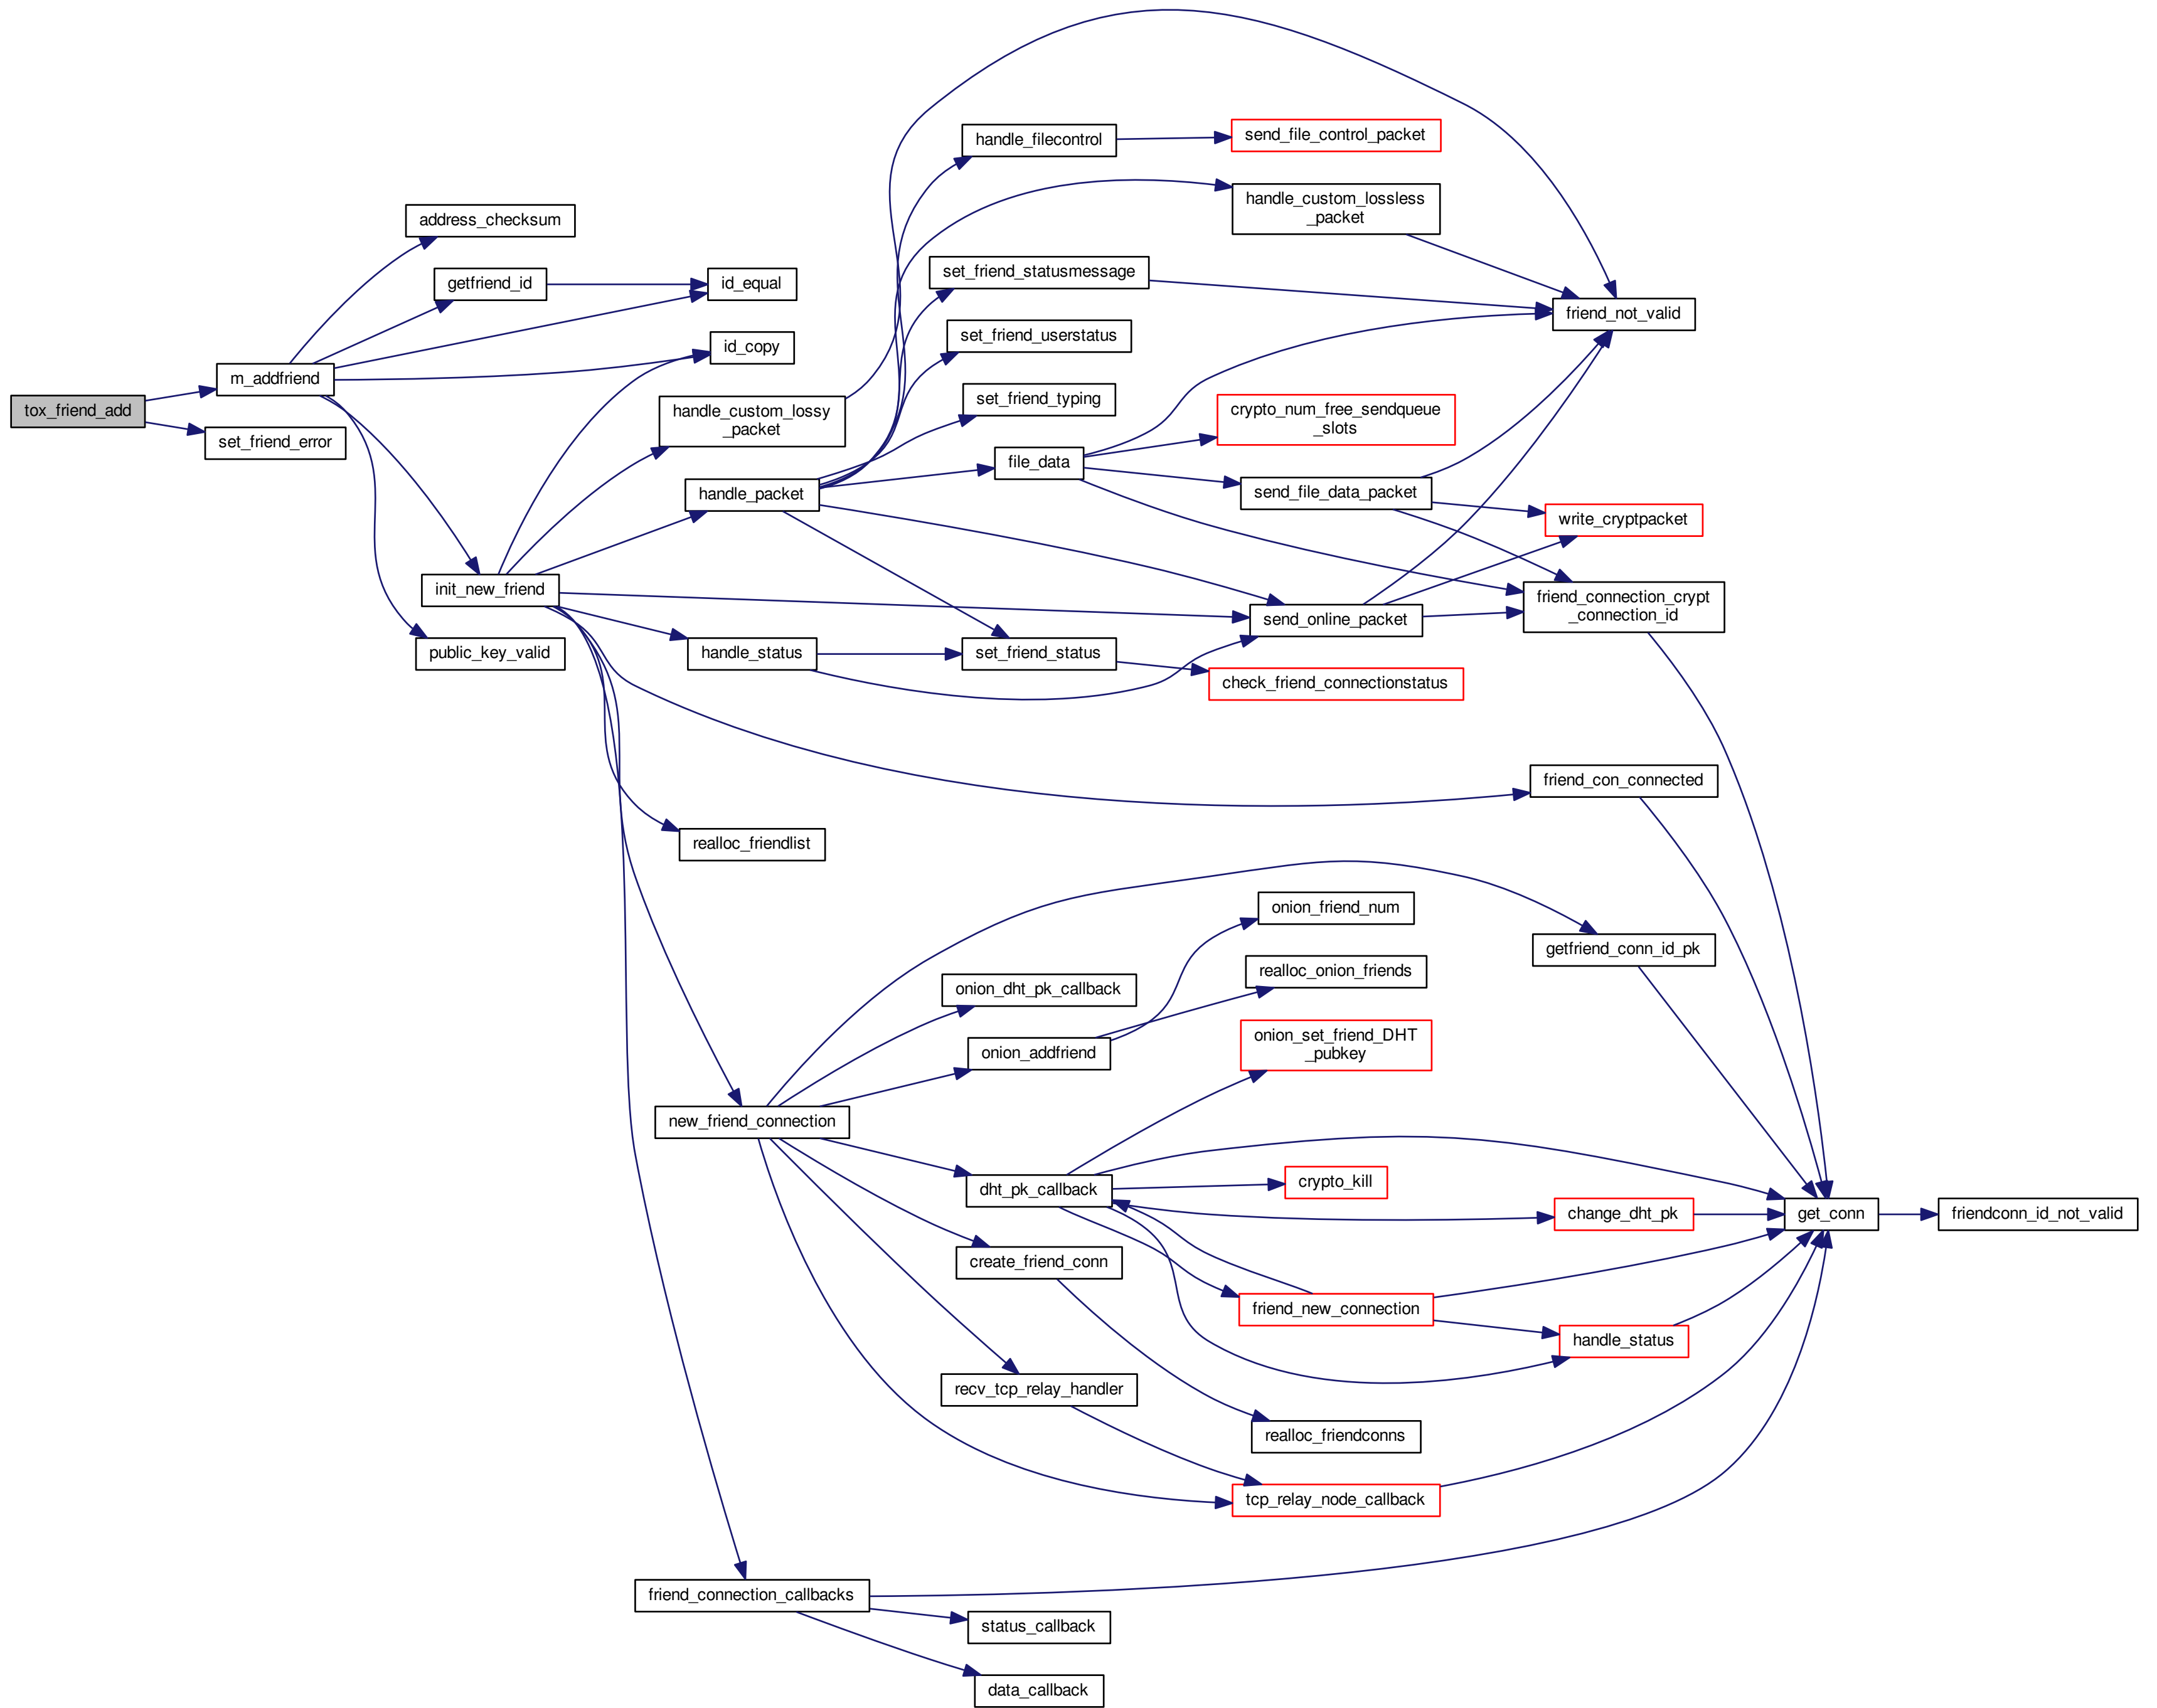 tox_friend_add
m_addfriend
set_friend_error
address_checksum
getfriend_id
init_new_friend
public_key_valid
id_equal
id_copy
handle_custom_lossy
_packet
handle_packet
handle_status
realloc_friendlist
new_friend_connection
friend_connection_callbacks
handle_filecontrol
set_friend_statusmessage
set_friend_userstatus
set_friend_typing
file_data
set_friend_status
onion_dht_pk_callback
onion_addfriend
dht_pk_callback
create_friend_conn
recv_tcp_relay_handler
status_callback
data_callback
send_file_control_packet
handle_custom_lossless
_packet
crypto_num_free_sendqueue
_slots
send_file_data_packet
send_online_packet
check_friend_connectionstatus
onion_friend_num
realloc_onion_friends
onion_set_friend_DHT
_pubkey
crypto_kill
friend_new_connection
realloc_friendconns
tcp_relay_node_callback
friend_not_valid
write_cryptpacket
friend_connection_crypt
_connection_id
friend_con_connected
getfriend_conn_id_pk
change_dht_pk
handle_status
get_conn
friendconn_id_not_valid